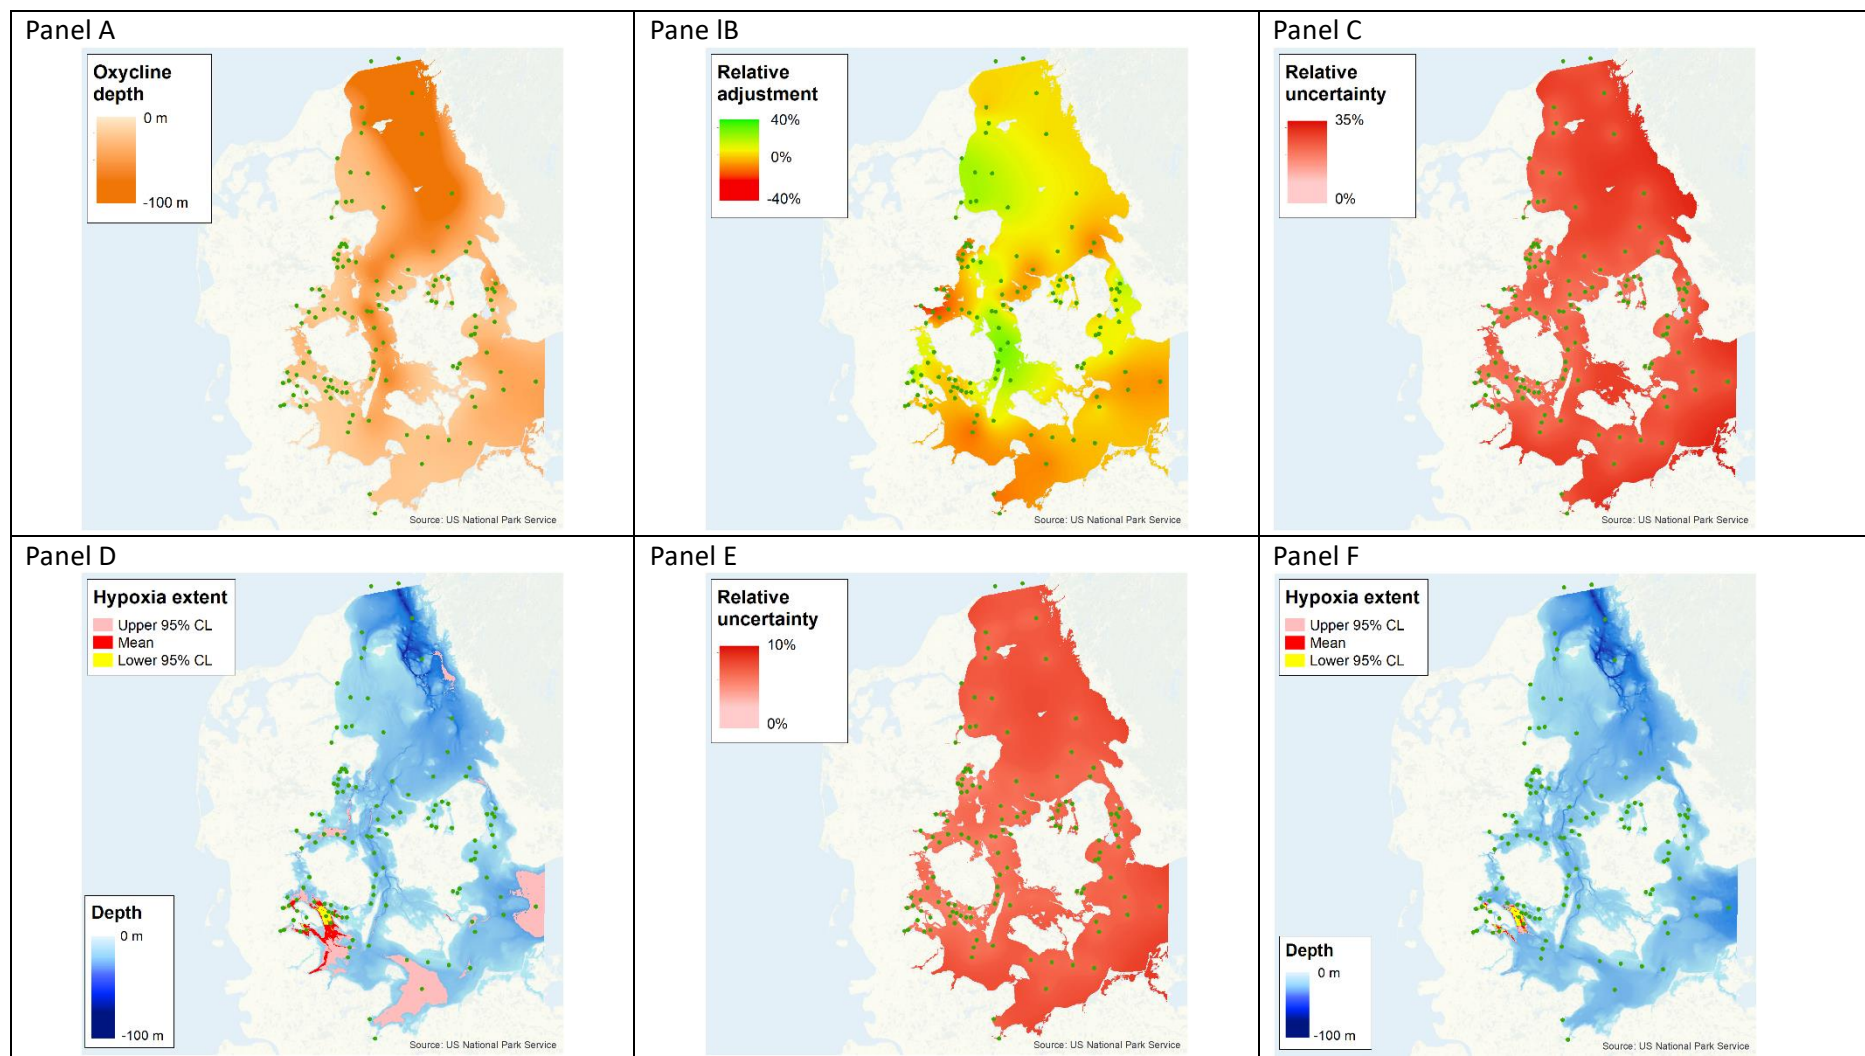 Panel A
Oxycline
depth
0 m
-100 m
Source: US National Park Service
Pane lB
Relative
adjustment
40%
0%
-40%
Source: US National Park Service
Panel C
Relative
uncertainty
35%
0%
Source: US National Park Service
Panel D
Hypoxia extent
Upper 95% CL
Mean
Lower 95% CL
Depth
0 m
-100 m
Source: US National Park Service
Panel E
Relative
uncertainty
10%
0%
Source: US National Park Service
Panel F
Hypoxia extent
Upper 95% CL
Mean
Lower 95% CL
Depth
0 m
-100 m
Source: US National Park Service